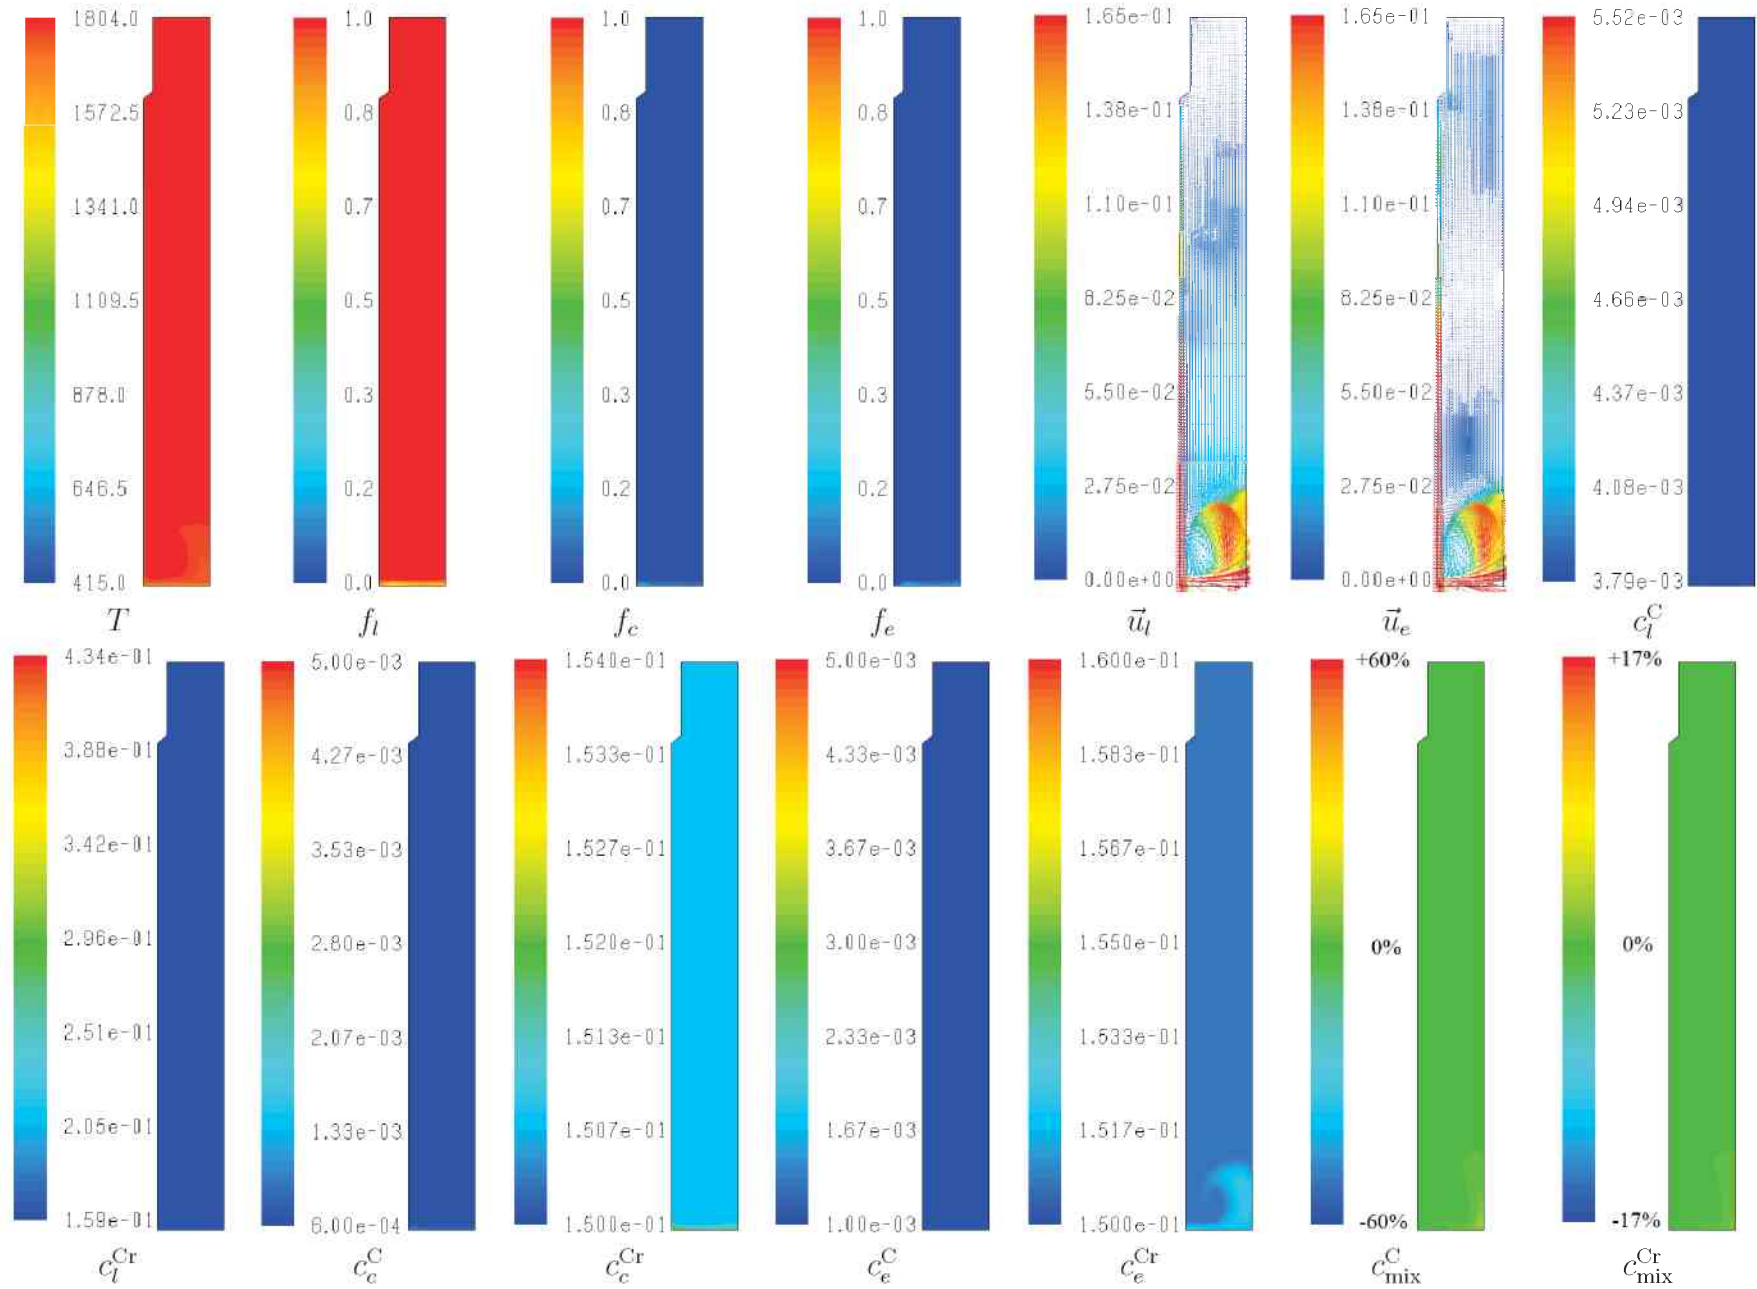 1804.0
1572.5
1341.0
1109.5
878.0
646.5
415.0
T
1.0
0.8
0.7
0.5
0.3
0.2
0.0
f_l
1.0
0.8
0.7
0.5
0.3
0.2
0.0
f_c
1.0
0.8
0.7
0.5
0.3
0.2
0.0
f_e
1.65e-01
1.38e-01
1.10e-01
8.25e-02
5.50e-02
2.75e-02
0.00e+00
\vec{u}_l
1.65e-01
1.38e-01
1.10e-01
8.25e-02
5.50e-02
2.75e-02
0.00e+00
\vec{u}_e
5.52e-03
5.23e-03
4.94e-03
4.66e-03
4.37e-03
4.08e-03
3.79e-03
c_l^C
4.34e-01
3.88e-01
3.42e-01
2.96e-01
2.51e-01
2.05e-01
1.59e-01
c_l^{Cr}
5.00e-03
4.27e-03
3.53e-03
2.80e-03
2.07e-03
1.33e-03
6.00e-04
c_c^C
1.540e-01
1.533e-01
1.527e-01
1.520e-01
1.513e-01
1.507e-01
1.500e-01
c_c^{Cr}
5.00e-03
4.33e-03
3.67e-03
3.00e-03
2.33e-03
1.67e-03
1.00e-03
c_e^C
1.600e-01
1.583e-01
1.567e-01
1.550e-01
1.533e-01
1.517e-01
1.500e-01
c_e^{Cr}
+60%
0%
-60%
c_{mix}^C
+17%
0%
-17%
c_{mix}^{Cr}